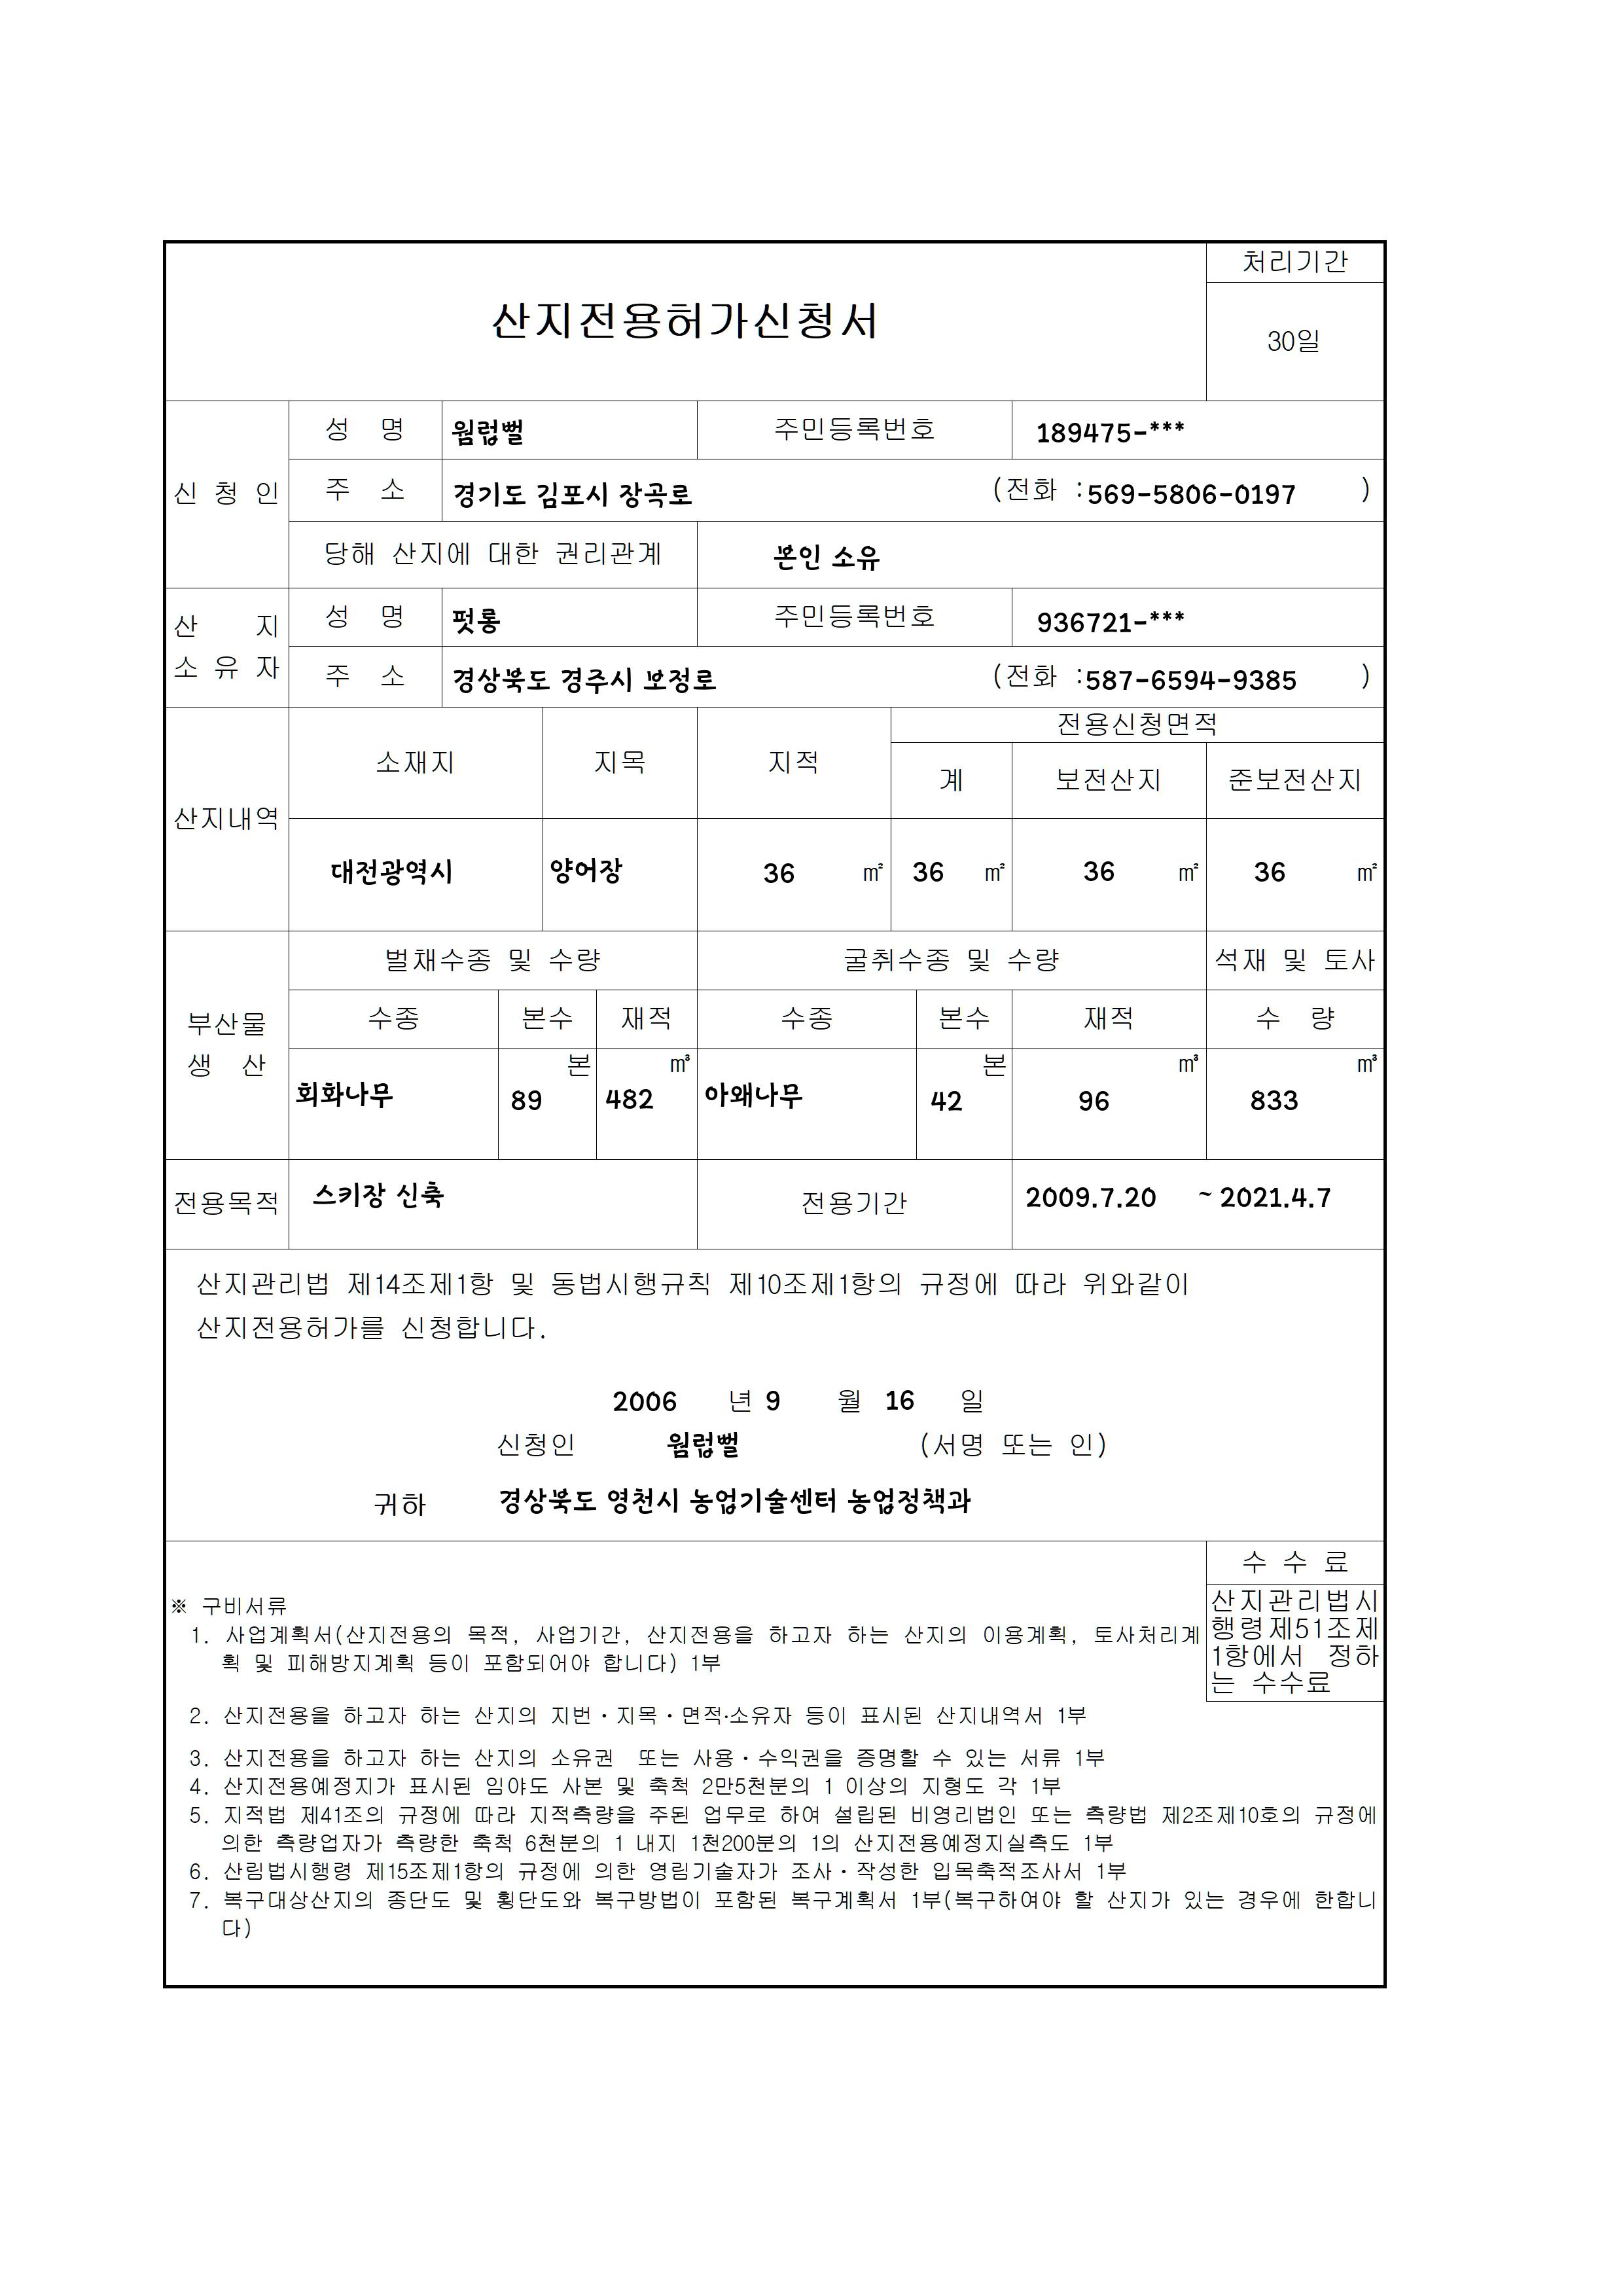 산지전용허가신청서
처리기간
30일
신 청 인
성 명 웜럽뻘 주민등록번호 189475-***
주 소 경기도 김포시 장곡로 (전화 :569-5806-0197 )
당해 산지에 대한 권리관계 본인 소유
산 지
소 유 자
성 명 펏롱 주민등록번호 936721-***
주 소 경상북도 경주시 보정로 (전화 :587-6594-9385 )
산지내역
소재지 지목 지적 전용신청면적
계 보전산지 준보전산지
대전광역시 양어장 36 ㎡ 36 ㎡ 36 ㎡ 36 ㎡
부산물
생 산
벌채수종 및 수량 굴취수종 및 수량 석재 및 토사
수종 본수 재적 수종 본수 재적 수 량
회화나무 89 본 482 ㎥ 아왜나무 42 본 96 ㎥ 833 ㎥
전용목적 스키장 신축 전용기간 2009.7.20 ~ 2021.4.7
산지관리법 제14조제1항 및 동법시행규칙 제10조제1항의 규정에 따라 위와같이
산지전용허가를 신청합니다.
2006 년 9 월 16 일
신청인 웜럽뻘 (서명 또는 인)
귀하 경상북도 영천시 농업기술센터 농업정책과
수 수 료
산지관리법시
행령제51조제
1항에서 정하
는 수수료
※ 구비서류
1. 사업계획서(산지전용의 목적, 사업기간, 산지전용을 하고자 하는 산지의 이용계획, 토사처리계
획 및 피해방지계획 등이 포함되어야 합니다) 1부
2. 산지전용을 하고자 하는 산지의 지번·지목·면적·소유자 등이 표시된 산지내역서 1부
3. 산지전용을 하고자 하는 산지의 소유권 또는 사용·수익권을 증명할 수 있는 서류 1부
4. 산지전용예정지가 표시된 임야도 사본 및 축척 2만5천분의 1 이상의 지형도 각 1부
5. 지적법 제41조의 규정에 따라 지적측량을 주된 업무로 하여 설립된 비영리법인 또는 측량법 제2조제10호의 규정에
의한 측량업자가 측량한 축척 6천분의 1 내지 1천200분의 1의 산지전용예정지실측도 1부
6. 산림법시행령 제15조제1항의 규정에 의한 영림기술자가 조사·작성한 입목축적조사서 1부
7. 복구대상산지의 종단도 및 횡단도와 복구방법이 포함된 복구계획서 1부(복구하여야 할 산지가 있는 경우에 한합니
다)